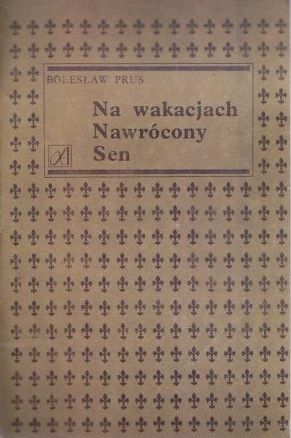 BOLESŁAW PRUS
Na wakacjach
Nawrócony
Sen